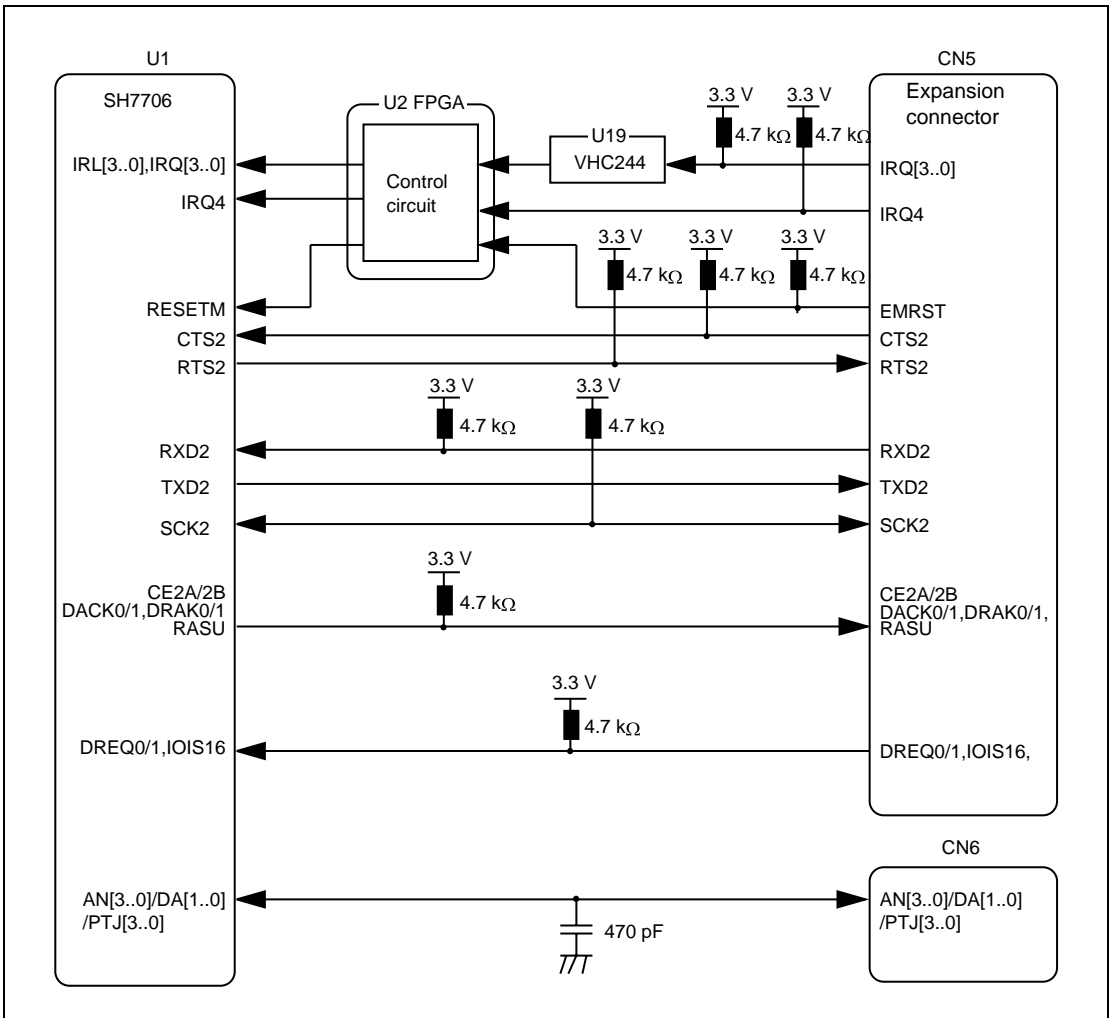 U1
SH7706
IRL[3..0],IRQ[3..0]
IRQ4
RESETM
CTS2
RTS2
RXD2
TXD2
SCK2
CE2A/2B
DACK0/1,DRAK0/1
RASU
DREQ0/1,IOIS16
AN[3..0]/DA[1..0]
/PTJ[3..0]
U2 FPGA
Control
circuit
U19
VHC244
3.3 V
4.7 kΩ
3.3 V
4.7 kΩ
3.3 V
4.7 kΩ
3.3 V
4.7 kΩ
3.3 V
4.7 kΩ
3.3 V
4.7 kΩ
3.3 V
4.7 kΩ
3.3 V
4.7 kΩ
3.3 V
4.7 kΩ
470 pF
CN5
Expansion
connector
IRQ[3..0]
IRQ4
EMRST
CTS2
RTS2
RXD2
TXD2
SCK2
CE2A/2B
DACK0/1,DRAK0/1,
RASU
DREQ0/1,IOIS16,
CN6
AN[3..0]/DA[1..0]
/PTJ[3..0]